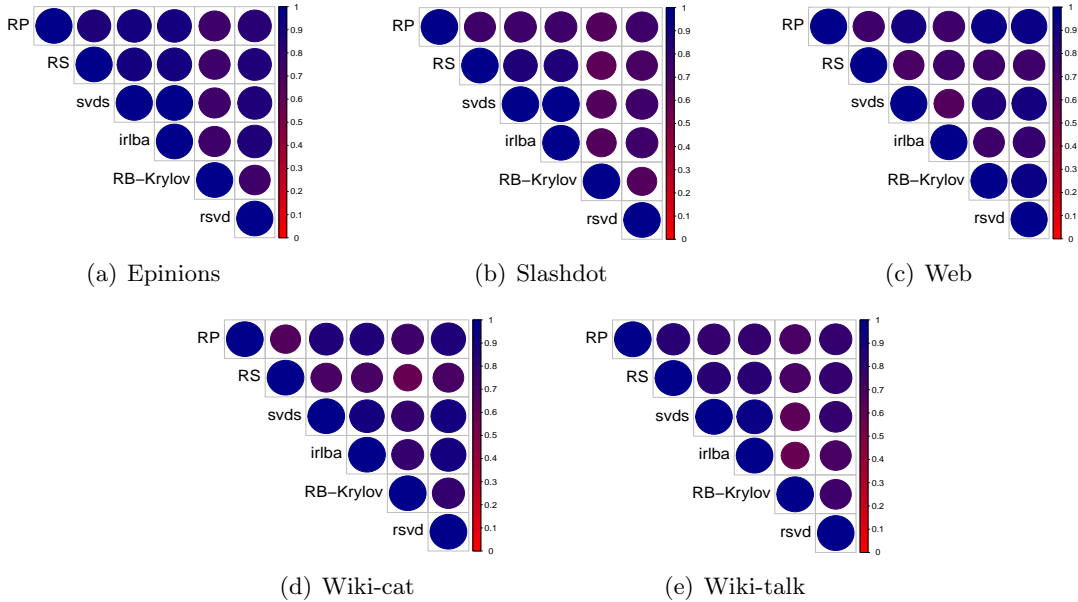 RP
RS
svds
irlba
RB−Krylov
rsvd
1
0.9
0.8
0.7
0.6
0.5
0.4
0.3
0.2
0.1
0
(a) Epinions
RP
RS
svds
irlba
RB−Krylov
rsvd
1
0.9
0.8
0.7
0.6
0.5
0.4
0.3
0.2
0.1
0
(b) Slashdot
RP
RS
svds
irlba
RB−Krylov
rsvd
1
0.9
0.8
0.7
0.6
0.5
0.4
0.3
0.2
0.1
0
(c) Web
RP
RS
svds
irlba
RB−Krylov
rsvd
1
0.9
0.8
0.7
0.6
0.5
0.4
0.3
0.2
0.1
0
(d) Wiki-cat
RP
RS
svds
irlba
RB−Krylov
rsvd
1
0.9
0.8
0.7
0.6
0.5
0.4
0.3
0.2
0.1
0
(e) Wiki-talk